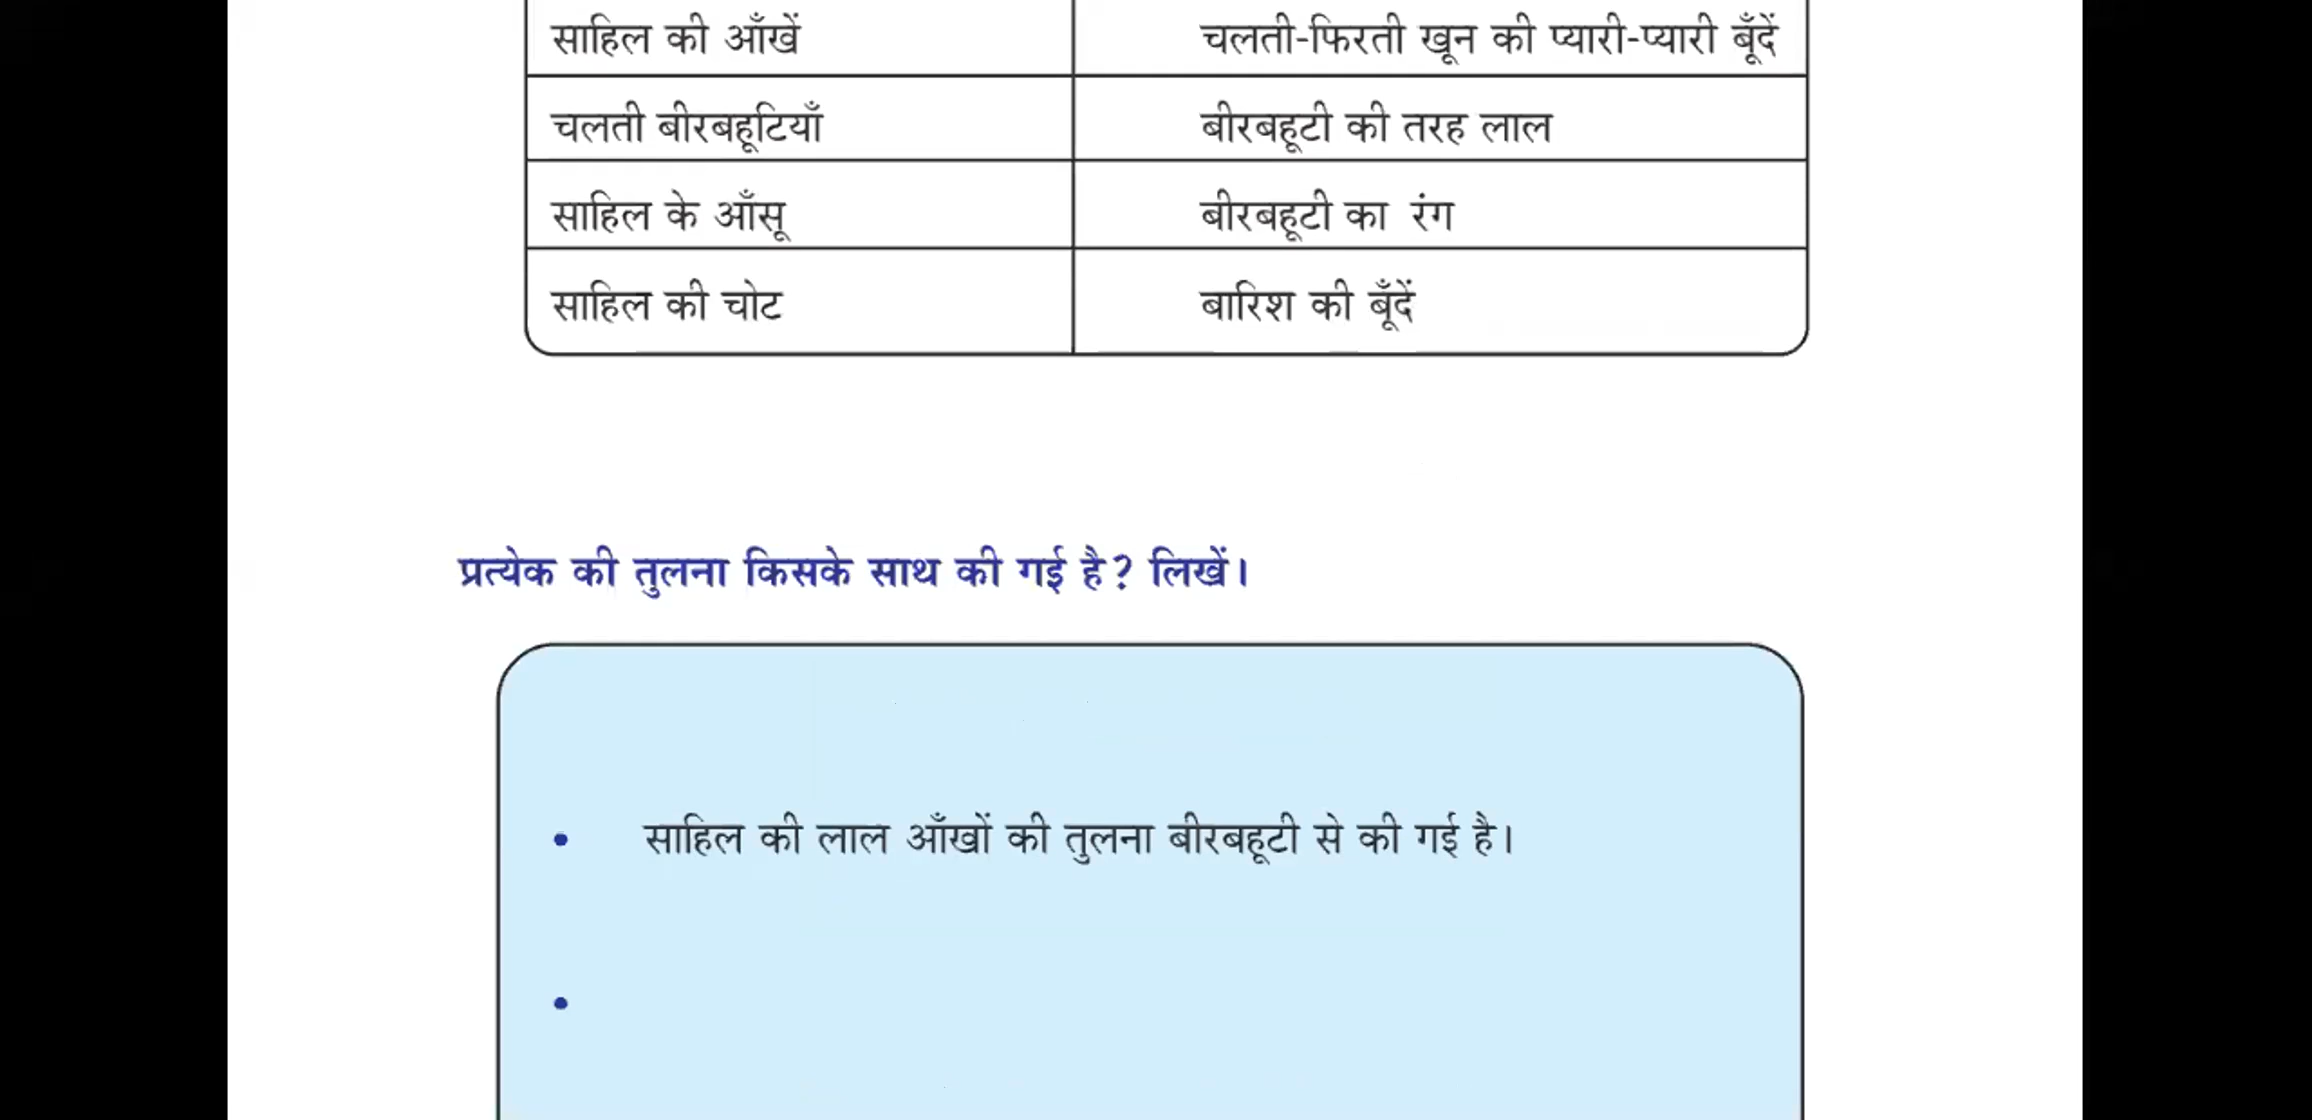 साहिल की आँखें चलती-फिरती खून की प्यारी-प्यारी बूँदें
चलती बीरबहूटियाँ बीरबहूटी की तरह लाल
साहिल के आँसू बीरबहूटी का रंग
साहिल की चोट बारिश की बूँदें
प्रत्येक की तुलना किसके साथ की गई है? लिखें।
• साहिल की लाल आँखों की तुलना बीरबहूटी से की गई है।
•